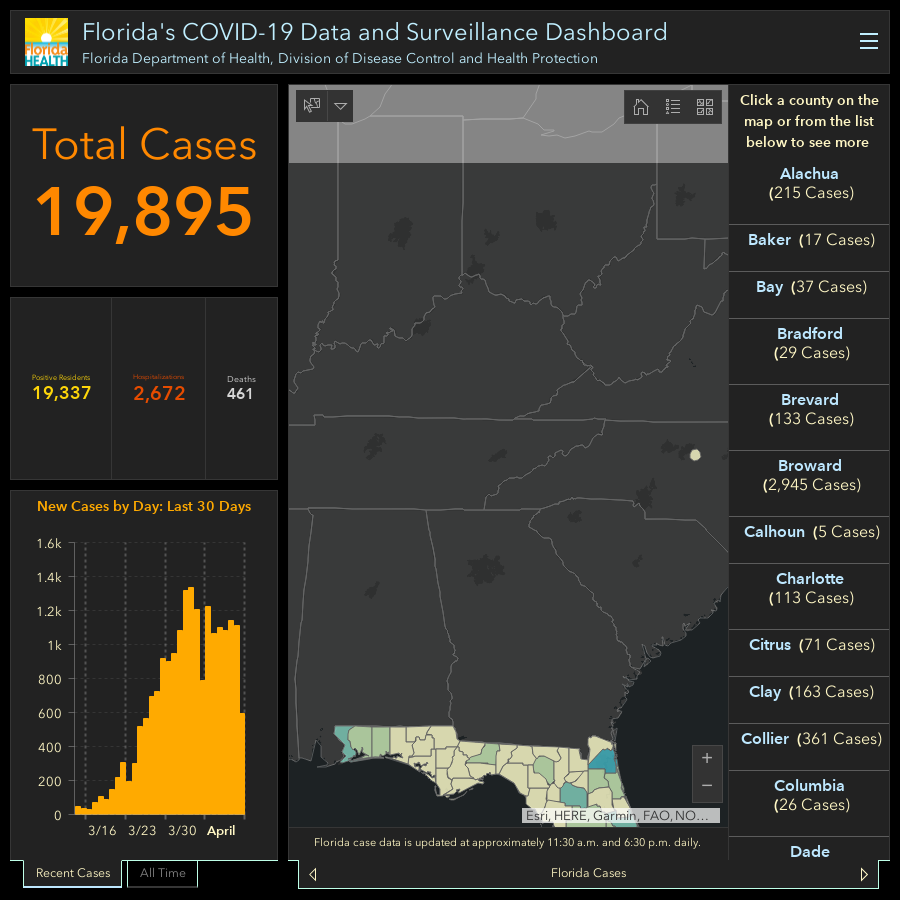 Florida's COVID-19 Data and Surveillance Dashboard
Florida Department of Health, Division of Disease Control and Health Protection
Florida
HEALTH
Total Cases
19,895
Positive Residents
19,337
Hospitalizations
2,672
Deaths
461
New Cases by Day: Last 30 Days
1.6k
1.4k
1.2k
1k
800
600
400
200
0
3/16 3/23 3/30 April
Recent Cases
All Time
Esri, HERE, Garmin, FAO, NO...
Florida case data is updated at approximately 11:30 a.m. and 6:30 p.m. daily.
Florida Cases
Click a county on the
map or from the list
below to see more
Alachua
(215 Cases)
Baker (17 Cases)
Bay (37 Cases)
Bradford
(29 Cases)
Brevard
(133 Cases)
Broward
(2,945 Cases)
Calhoun (5 Cases)
Charlotte
(113 Cases)
Citrus (71 Cases)
Clay (163 Cases)
Collier (361 Cases)
Columbia
(26 Cases)
Dade